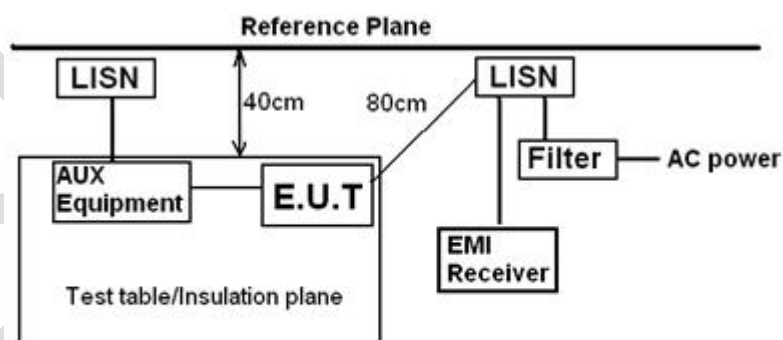 Reference Plane
LISN
LISN
40cm
80cm
Filter
AC power
AUX
Equipment
E.U.T
EMI
Receiver
Test table/Insulation plane